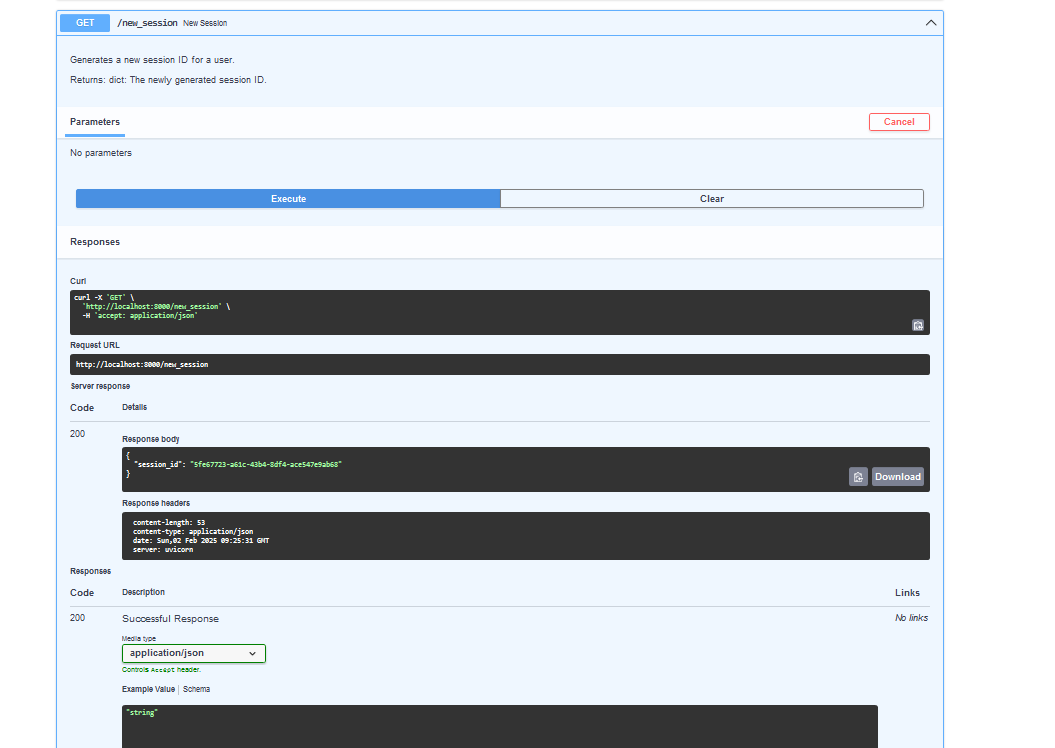 GET /new_session New Session
Generates a new session ID for a user.
Returns: dict: The newly generated session ID.
Parameters
Cancel
No parameters
Execute
Clear
Responses
Curl
curl -X 'GET' \
'http://localhost:8000/new_session' \
-H 'accept: application/json'
Request URL
http://localhost:8000/new_session
Server response
Code Details
200
Response body
{
"session_id": "5fe67723-a61c-43b4-8df4-ace547e9ab68"
}
Download
Response headers
content-length: 53
content-type: application/json
date: Sun,02 Feb 2025 09:25:31 GMT
server: uvicorn
Responses
Code Description Links
200 Successful Response No links
Media type
application/json
Controls Accept header.
Example Value | Schema
"string"